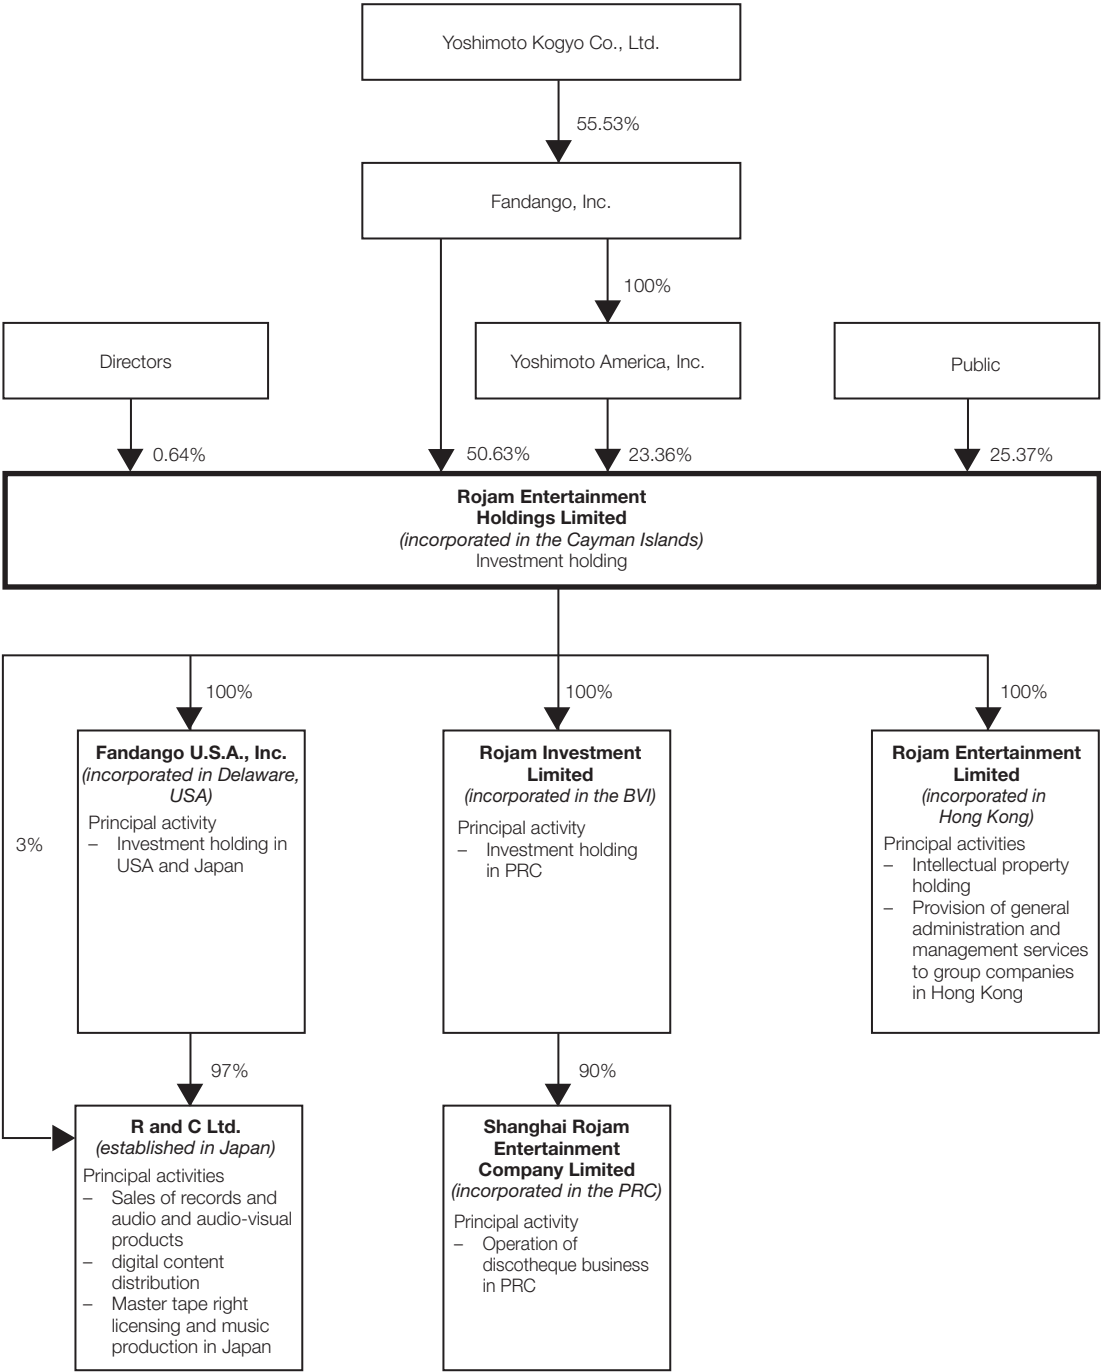 Yoshimoto Kogyo Co., Ltd.
55.53%
Fandango, Inc.
100%
Directors
Yoshimoto America, Inc.
Public
0.64%
50.63%
23.36%
25.37%
Rojam Entertainment
Holdings Limited
(incorporated in the Cayman Islands)
Investment holding
100%
100%
100%
3%
Fandango U.S.A., Inc.
(incorporated in Delaware,
USA)
Principal activity
– Investment holding in
USA and Japan
Rojam Investment
Limited
(incorporated in the BVI)
Principal activity
– Investment holding
in PRC
Rojam Entertainment
Limited
(incorporated in
Hong Kong)
Principal activities
– Intellectual property
holding
– Provision of general
administration and
management services
to group companies
in Hong Kong
97%
90%
R and C Ltd.
(established in Japan)
Principal activities
– Sales of records and
audio and audio-visual
products
– digital content
distribution
– Master tape right
licensing and music
production in Japan
Shanghai Rojam
Entertainment
Company Limited
(incorporated in the PRC)
Principal activity
– Operation of
discotheque business
in PRC